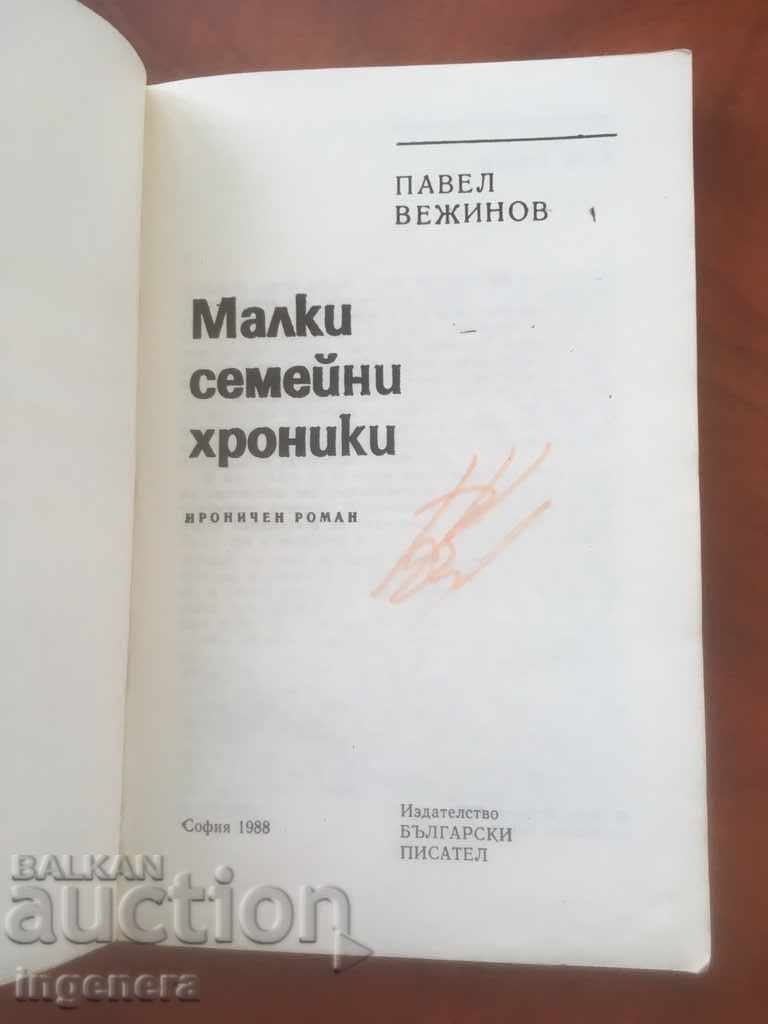 ПАВЕЛ
ВЕЖИНОВ
Малки
семейни
хроники
ИРОНИЧЕН РОМАН
София 1988
Издателство
БЪЛГАРСКИ
ПИСАТЕЛ
BALKAN
auction
ingenera